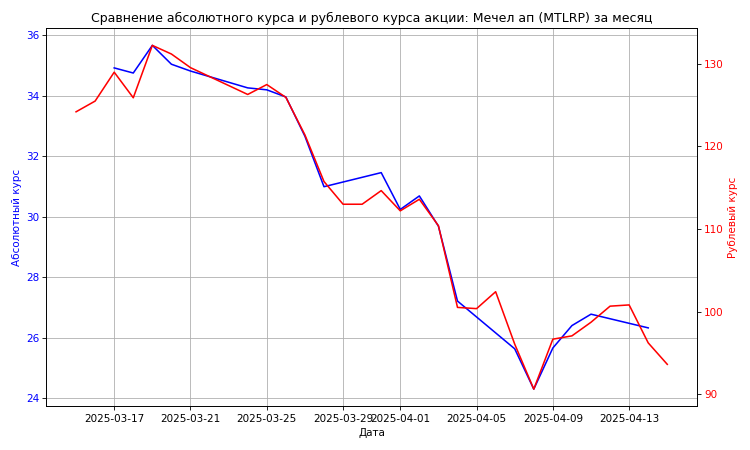 Сравнение абсолютного курса и рублевого курса акции: Мечел ап (MTLRP) за месяц
36
34
32
30
28
26
24
Абсолютный курс
130
120
110
100
90
Рублевый курс
2025-03-17 2025-03-21 2025-03-25 2025-03-29 2025-04-01 2025-04-05 2025-04-09 2025-04-13
Дата